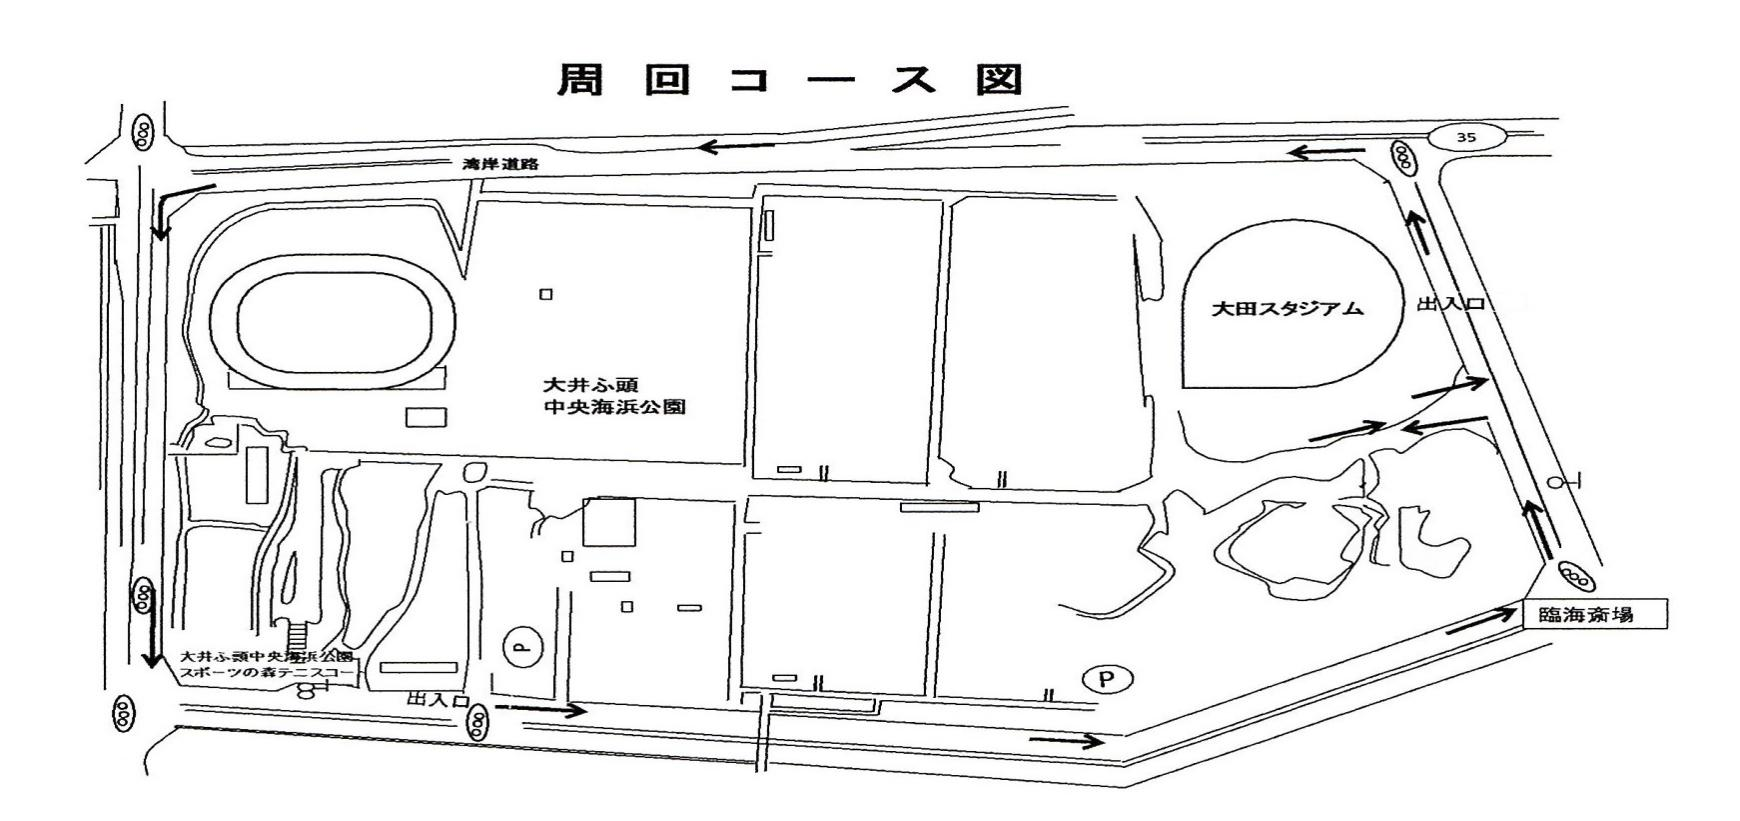 周回コース図
35
湾岸道路
大田スタジアム
出入口
大井ふ頭
中央海浜公園
臨海斎場
大井ふ頭中央海浜公園
スポーツの森テニスコー
P
P
出入口